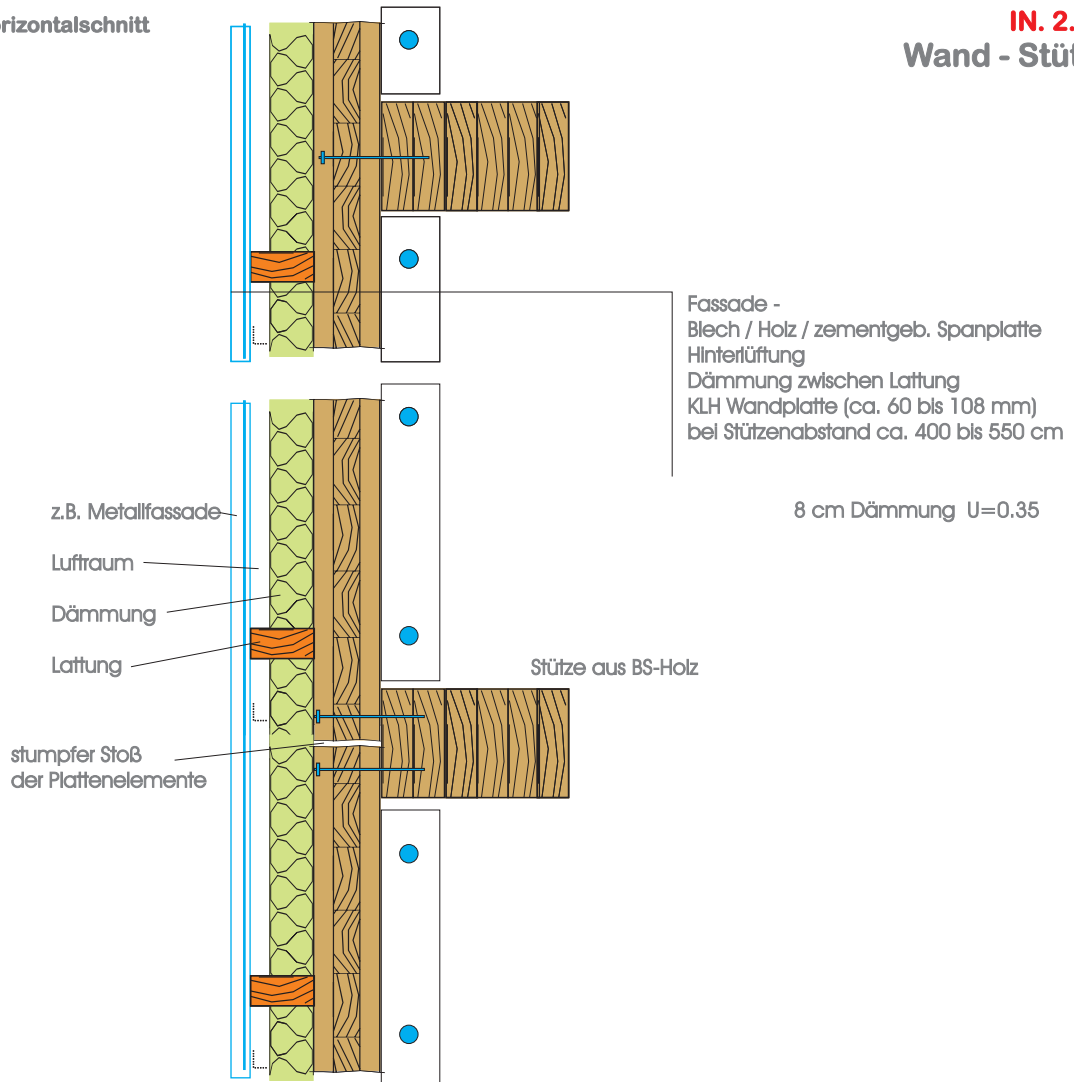 orizontalschnitt
IN. 2.
Wand - Stüt
Fassade -
Blech / Holz / zementgeb. Spanplatte
Hinterlüftung
Dämmung zwischen Lattung
KLH Wandplatte (ca. 60 bis 108 mm)
bei Stützenabstand ca. 400 bis 550 cm
8 cm Dämmung U=0.35
z.B. Metallfassade
Luftraum
Dämmung
Lattung
Stütze aus BS-Holz
stumpfer Stoß
der Plattenelemente